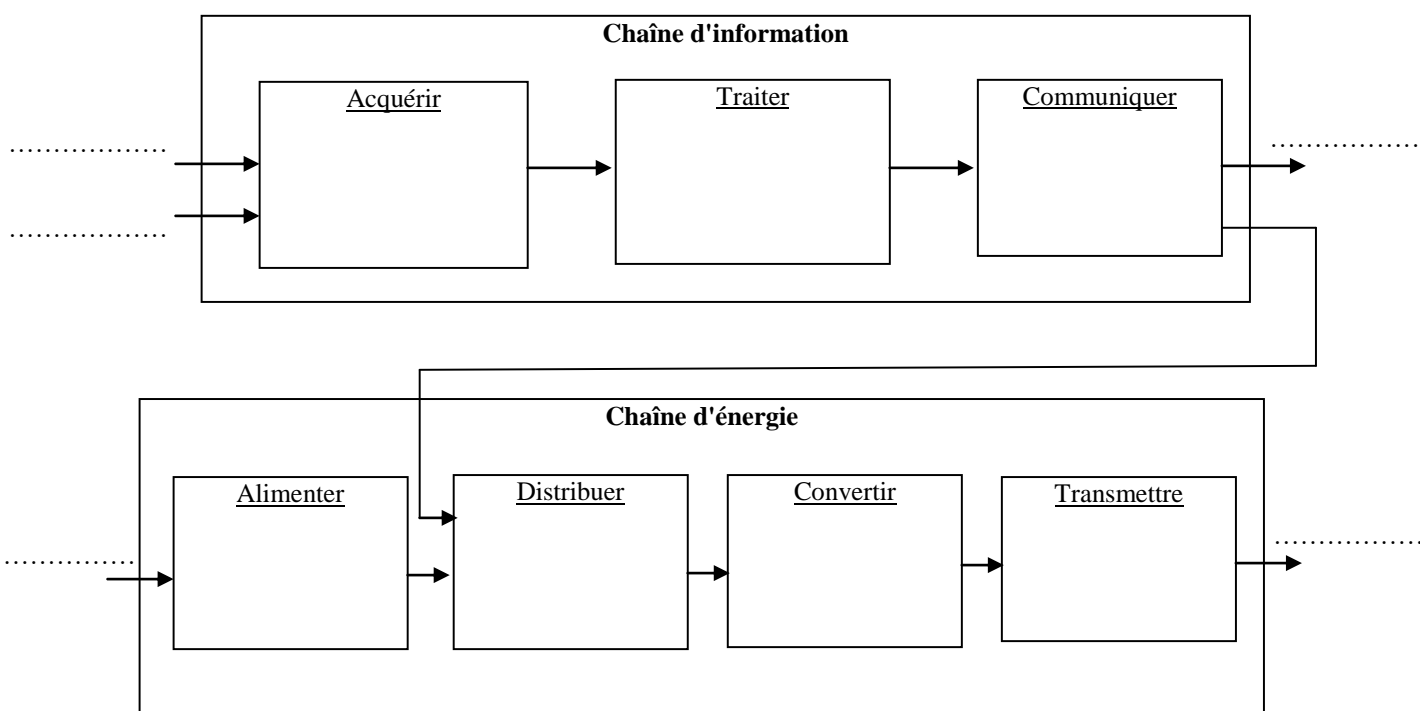 Chaîne d'information
Acquérir
Traiter
Communiquer
………………
………………
………………
Chaîne d'énergie
Alimenter
Distribuer
Convertir
Transmettre
……………
………………